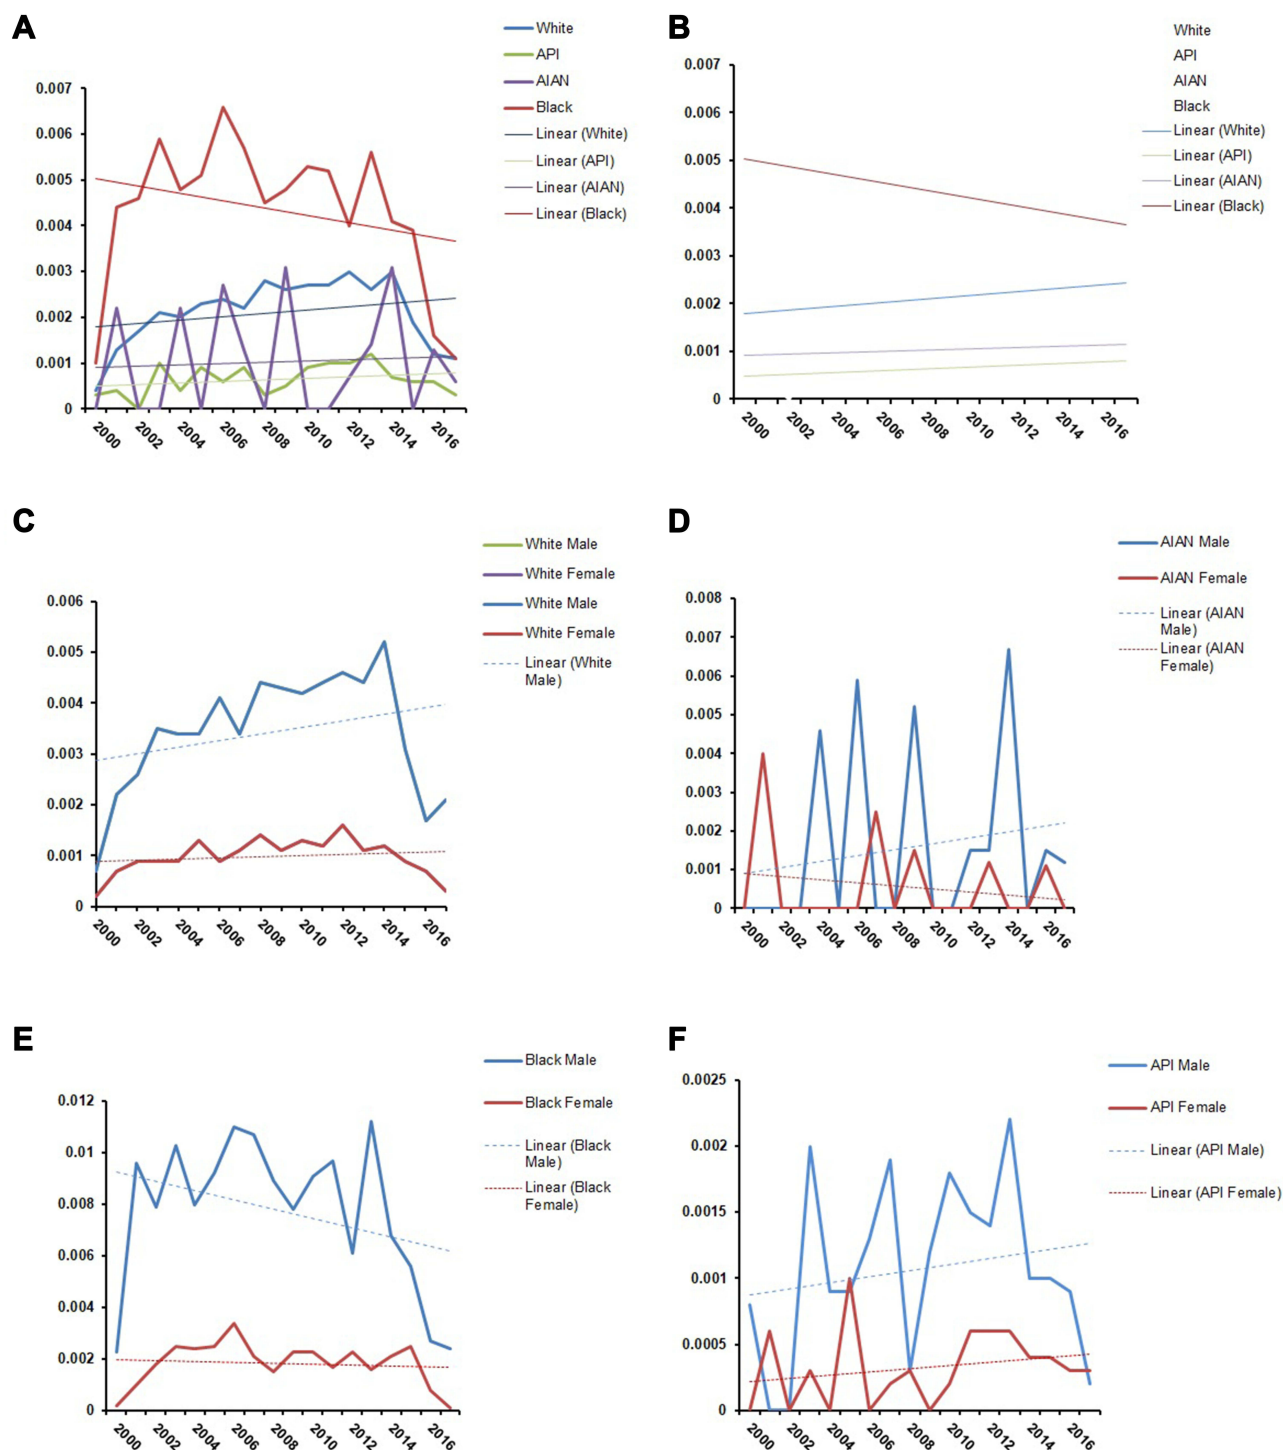 A
White
API
AIAN
Black
Linear (White)
Linear (API)
Linear (AIAN)
Linear (Black)
0.007
0.006
0.005
0.004
0.003
0.002
0.001
0
2000
2002
2004
2006
2008
2010
2012
2014
2016
B
White
API
AIAN
Black
Linear (White)
Linear (API)
Linear (AIAN)
Linear (Black)
0.007
0.006
0.005
0.004
0.003
0.002
0.001
0
2000
2002
2004
2006
2008
2010
2012
2014
2016
C
White Male
White Female
White Male
White Female
Linear (White
Male)
0.006
0.005
0.004
0.003
0.002
0.001
0
2000
2002
2004
2006
2008
2010
2012
2014
2016
D
AIAN Male
AIAN Female
Linear (AIAN
Male)
Linear (AIAN
Female)
0.008
0.007
0.006
0.005
0.004
0.003
0.002
0.001
0
2000
2002
2004
2006
2008
2010
2012
2014
2016
E
Black Male
Black Female
Linear (Black
Male)
Linear (Black
Female)
0.012
0.01
0.008
0.006
0.004
0.002
0
2000
2002
2004
2006
2008
2010
2012
2014
2016
F
API Male
API Female
Linear (API Male)
Linear (API Female)
0.0025
0.002
0.0015
0.001
0.0005
0
2000
2002
2004
2006
2008
2010
2012
2014
2016